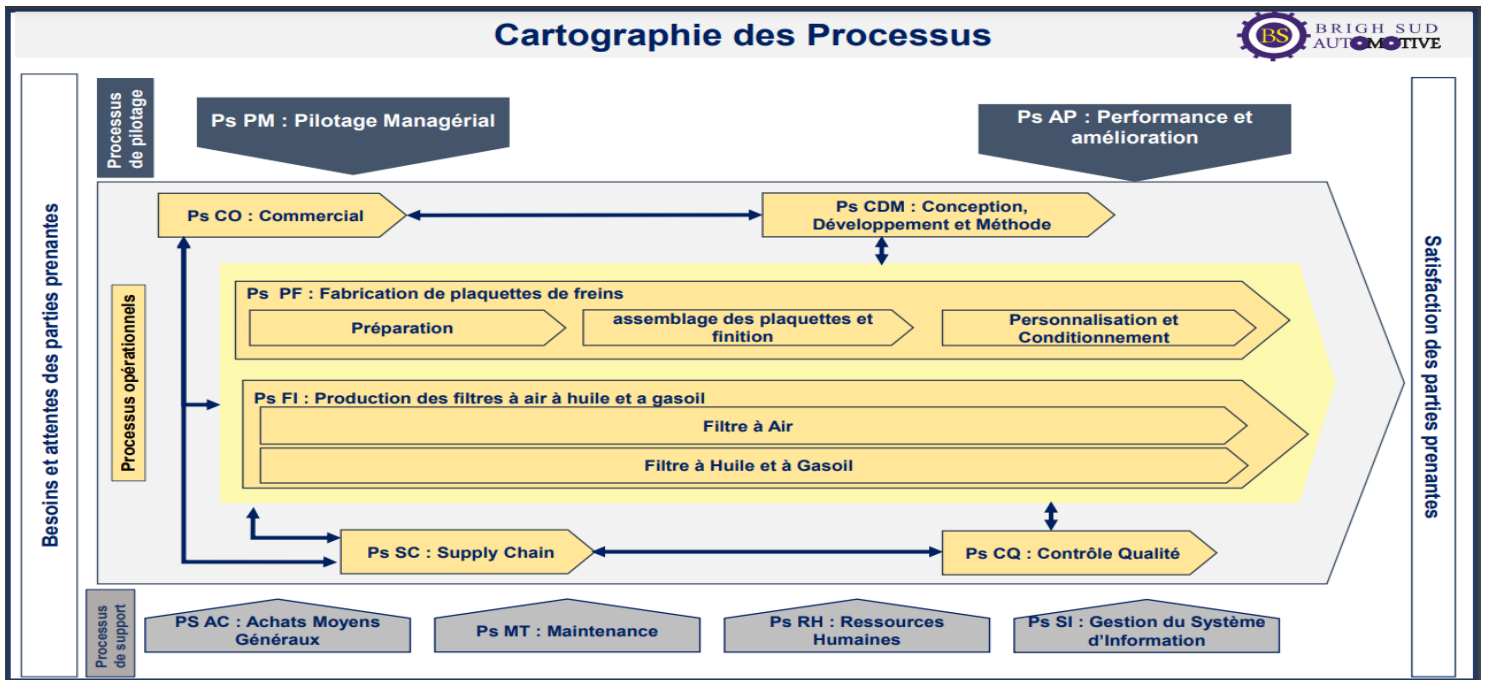 Cartographie des Processus
BS
BRIGH SUD
AUTOMOTIVE
Besoins et attentes des parties prenantes
Processus
de pilotage
Ps PM : Pilotage Managérial
Ps AP : Performance et
amélioration
Processus opérationnels
Ps CO : Commercial
Ps CDM : Conception,
Développement et Méthode
Ps PF : Fabrication de plaquettes de freins
Préparation
assemblage des plaquettes et
finition
Personnalisation et
Conditionnement
Ps FI : Production des filtres à air à huile et a gasoil
Filtre à Air
Filtre à Huile et à Gasoil
Ps SC : Supply Chain
Ps CQ : Contrôle Qualité
Processus
de support
PS AC : Achats Moyens
Généraux
Ps MT : Maintenance
Ps RH : Ressources
Humaines
Ps SI : Gestion du Système
d'Information
Satisfaction des parties prenantes